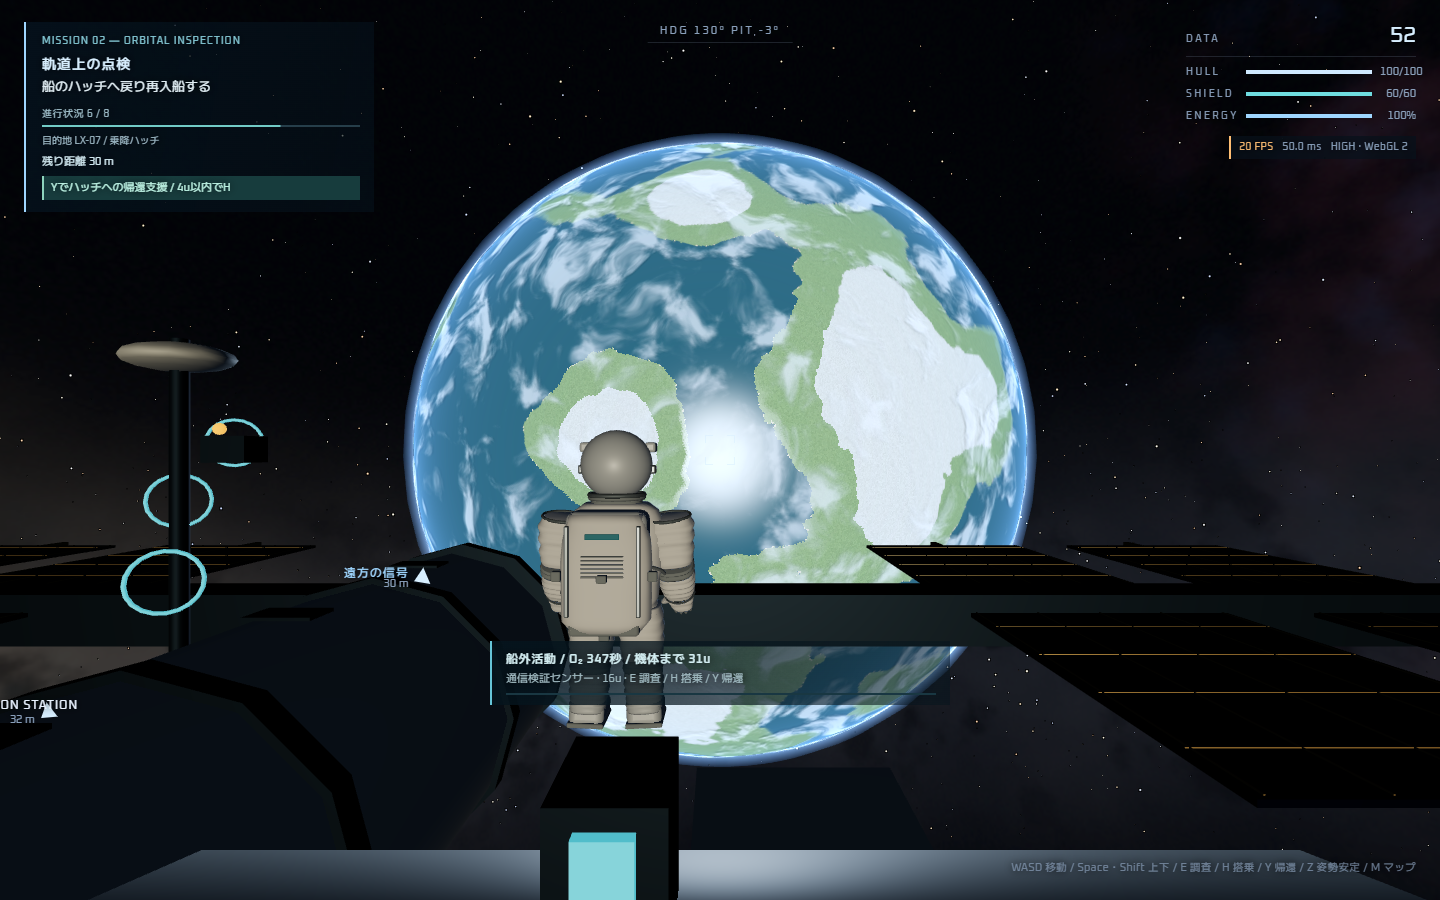 MISSION 02 — ORBITAL INSPECTION
軌道上の点検
船のハッチへ戻り再入船する
進行状況 6 / 8
目的地 LX-07 / 乗降ハッチ
残り距離 30 m
Yでハッチへの帰還支援 / 4u以内でH
HDG 130° PIT -3°
DATA 52
HULL 100/100
SHIELD 60/60
ENERGY 100%
20 FPS 50.0 ms HIGH · WebGL 2
遠方の信号
30 m
ON STATION
32 m
船外活動 / O₂ 347秒 / 機体まで 31u
通信検証センサー · 16u · E 調査 / H 搭乗 / Y 帰還
WASD 移動 / Space・Shift 上下 / E 調査 / H 搭乗 / Y 帰還 / Z 姿勢安定 / M マップ